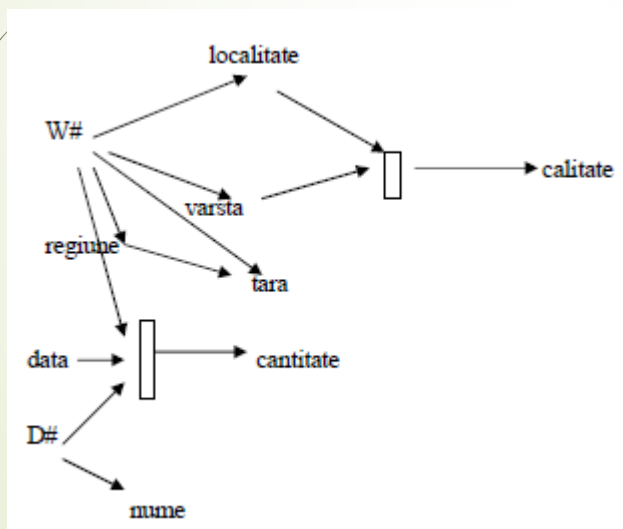 localitate
W#
calitate
varsta
regiune
tara
data
cantitate
D#
nume